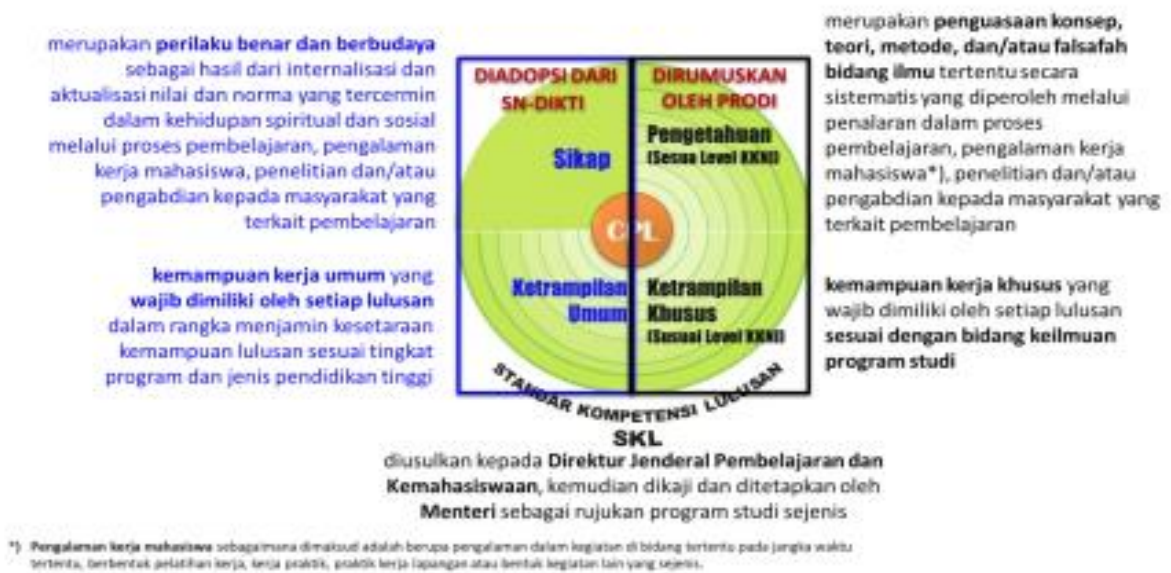 merupakan perilaku benar dan berbudaya
sebagai hasil dari internalisasi dan
aktualisasi nilai dan norma yang tercermin
dalam kehidupan spiritual dan sosial
melalui proses pembelajaran, pengalaman
kerja mahasiswa, penelitian dan/atau
pengabdian kepada masyarakat yang
terkait pembelajaran
kemampuan kerja umum yang
wajib dimiliki oleh setiap lulusan
dalam rangka menjamin kesetaraan
kemampuan lulusan sesuai tingkat
program dan jenis pendidikan tinggi
DIADOPSI DARI
SN-DIKTI
Sikap
Ketrampilan
Umum
DIRUMUSKAN
OLEH PRODI
Pengetahuan
(Sesua Level KKNI)
CPL
Ketrampilan
Khusus
(Susuai Level KKNI)
merupakan penguasaan konsep,
teori, metode, dan/atau falsafah
bidang ilmu tertentu secara
sistematis yang diperoleh melalui
penalaran dalam proses
pembelajaran, pengalaman kerja
mahasiswa*), penelitian dan/atau
pengabdian kepada masyarakat yang
terkait pembelajaran
kemampuan kerja khusus yang
wajib dimiliki oleh setiap lulusan
sesuai dengan bidang keilmuan
program studi
STANDAR KOMPETENSI LULUSAN
SKL
diusulkan kepada Direktur Jenderal Pembelajaran dan
Kemahasiswaan, kemudian dikaji dan ditetapkan oleh
Menteri sebagai rujukan program studi sejenis
*) Pengalaman kerja mahasiswa sebagaimana dimaksud adalah berupa pengalaman dalam kegiatan di bidang tertentu pada jangka waktu
tertentu, berbentuk pelatihan kerja, kerja praktik, praktik kerja lapangan atau bentuk kegiatan lain yang sejenis.